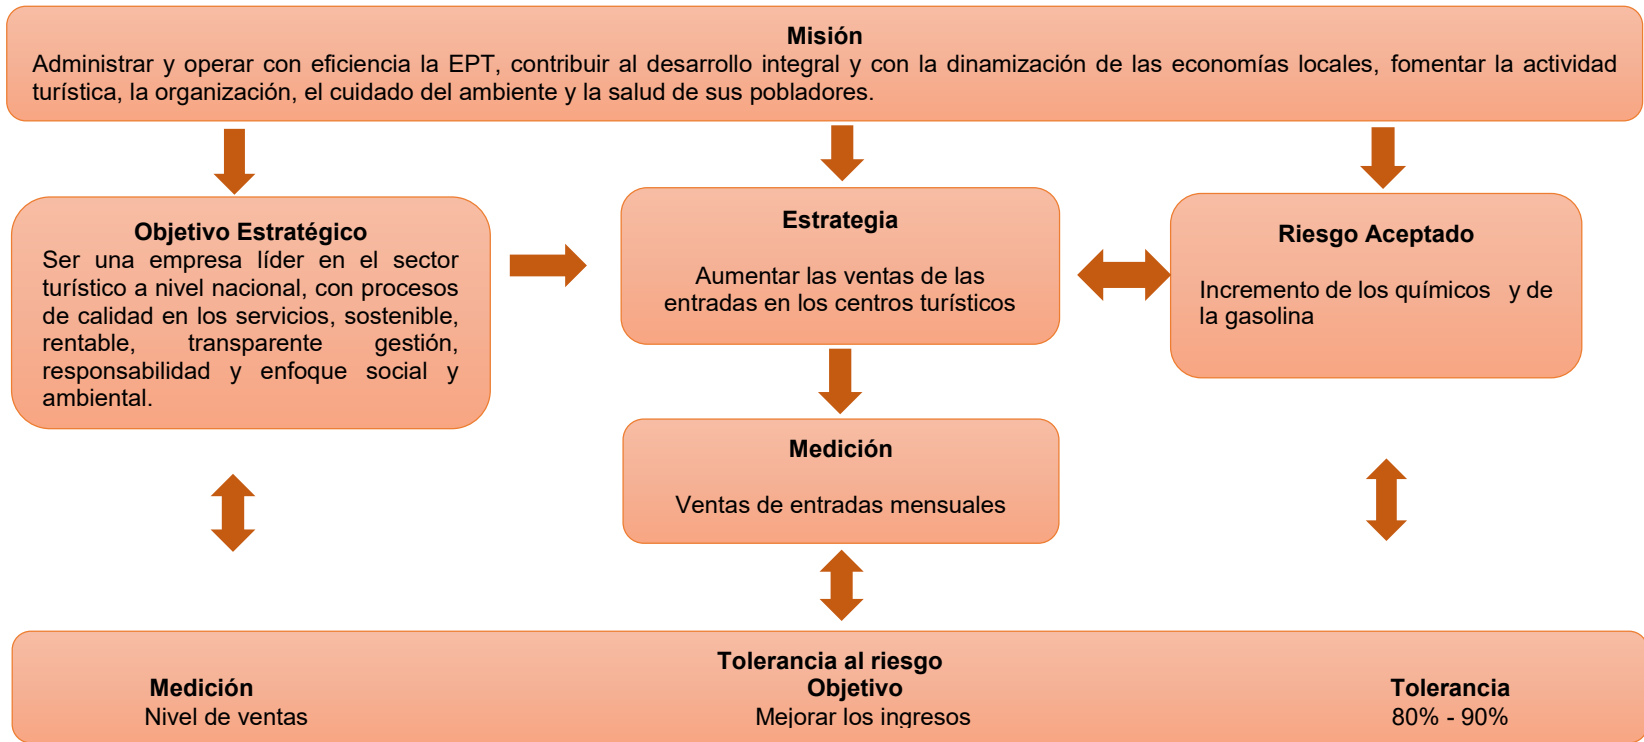 Misión
Administrar y operar con eficiencia la EPT, contribuir al desarrollo integral y con la dinamización de las economías locales, fomentar la actividad
turística, la organización, el cuidado del ambiente y la salud de sus pobladores.
Objetivo Estratégico
Ser una empresa líder en el sector
turístico a nivel nacional, con procesos
de calidad en los servicios, sostenible,
rentable, transparente gestión,
responsabilidad y enfoque social y
ambiental.
Estrategia
Aumentar las ventas de las
entradas en los centros turísticos
Riesgo Aceptado
Incremento de los químicos y de
la gasolina
Medición
Ventas de entradas mensuales
Tolerancia al riesgo
Medición Objetivo Tolerancia
Nivel de ventas Mejorar los ingresos 80% - 90%